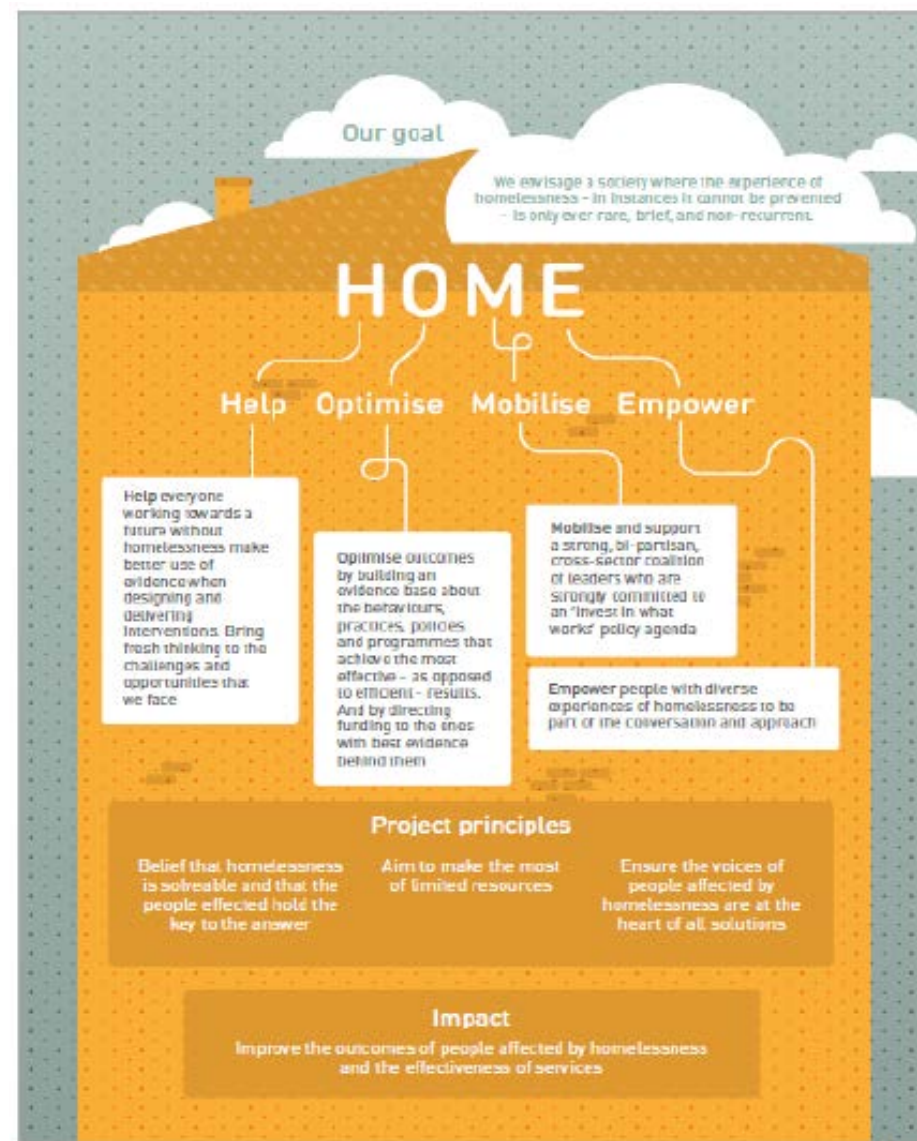 Our goal
We envisage a society where the experience of
homelessness - in instances it cannot be prevented
- is only ever rare, brief, and non-recurrent.
HOME
Help Optimise Mobilise Empower
Help everyone
working towards a
future without
homelessness make
better use of
evidence when
designing and
delivering
interventions. Bring
fresh thinking to the
challenges and
opportunities that
we face
Optimise outcomes
by building an
evidence base about
the behaviours,
practices, policies
and programmes that
achieve the most
effective - as opposed
to efficient - results.
And by directing
funding to the ones
with best evidence
behind them
Mobilise and support
a strong, bi-partisan,
cross-sector coalition
of leaders who are
strongly committed to
an 'invest in what
works' policy agenda
Empower people with diverse
experiences of homelessness to be
part of the conversation and approach
Project principles
Belief that homelessness
is solveable and that the
people effected hold the
key to the answer
Aim to make the most
of limited resources
Ensure the voices of
people affected by
homelessness are at the
heart of all solutions
Impact
Improve the outcomes of people affected by homelessness
and the effectiveness of services